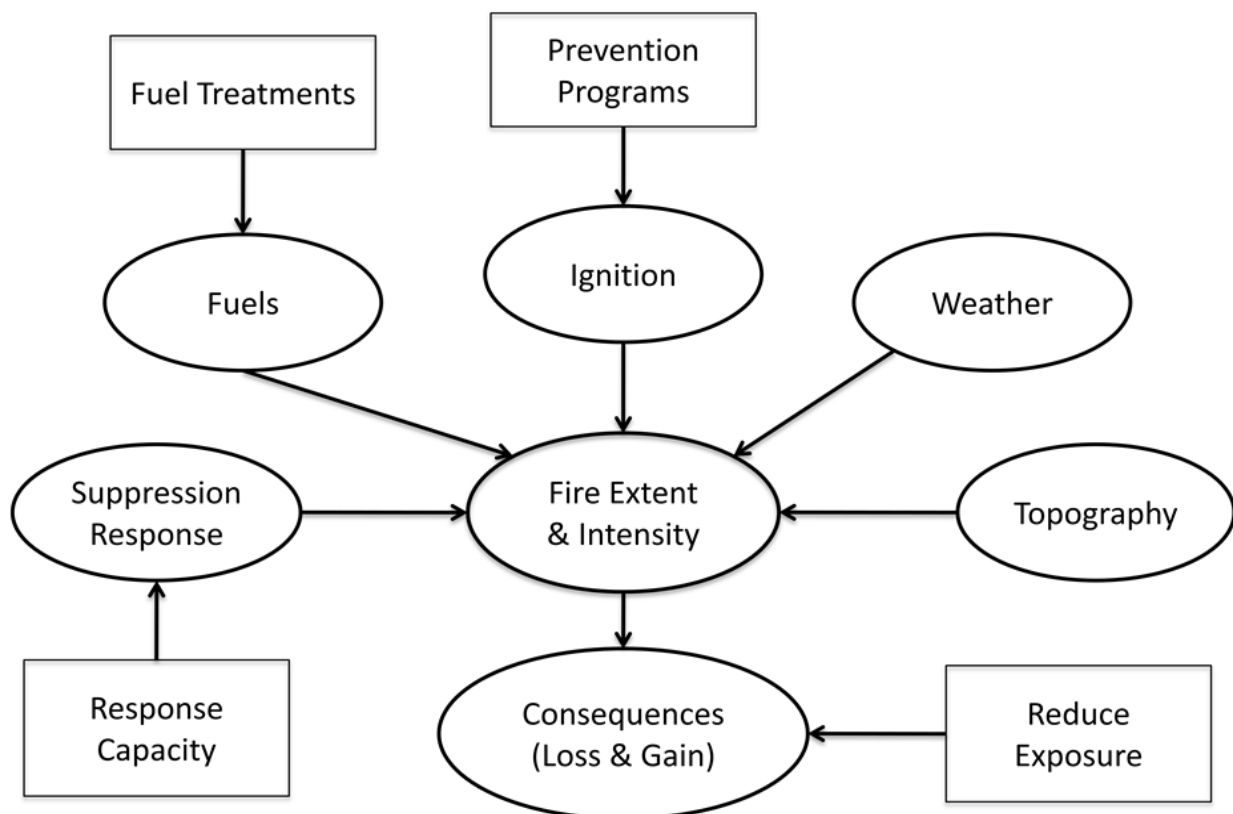 Prevention
Programs
Fuel Treatments
Ignition
Fuels
Weather
Suppression
Response
Fire Extent
& Intensity
Topography
Response
Capacity
Consequences
(Loss & Gain)
Reduce
Exposure